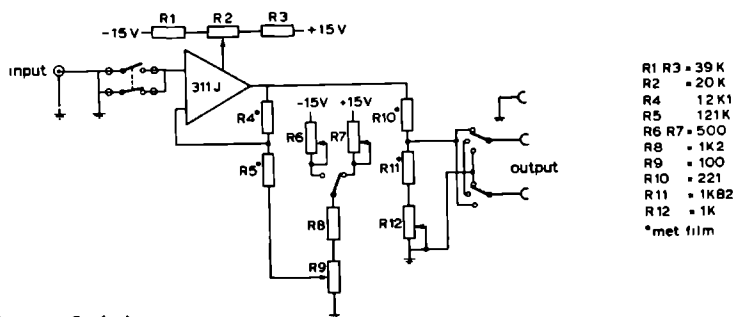 R1 R2 R3
-15V +15V
input
311J
-15V +15V
R4*
R10*
R6 R7
R5*
R11*
output
R8
R12
R9
R1 R3 = 39K
R2 = 20K
R4 12K1
R5 121K
R6 R7 = 500
R8 = 1K2
R9 = 100
R10 = 221
R11 = 1K82
R12 = 1K
*met film